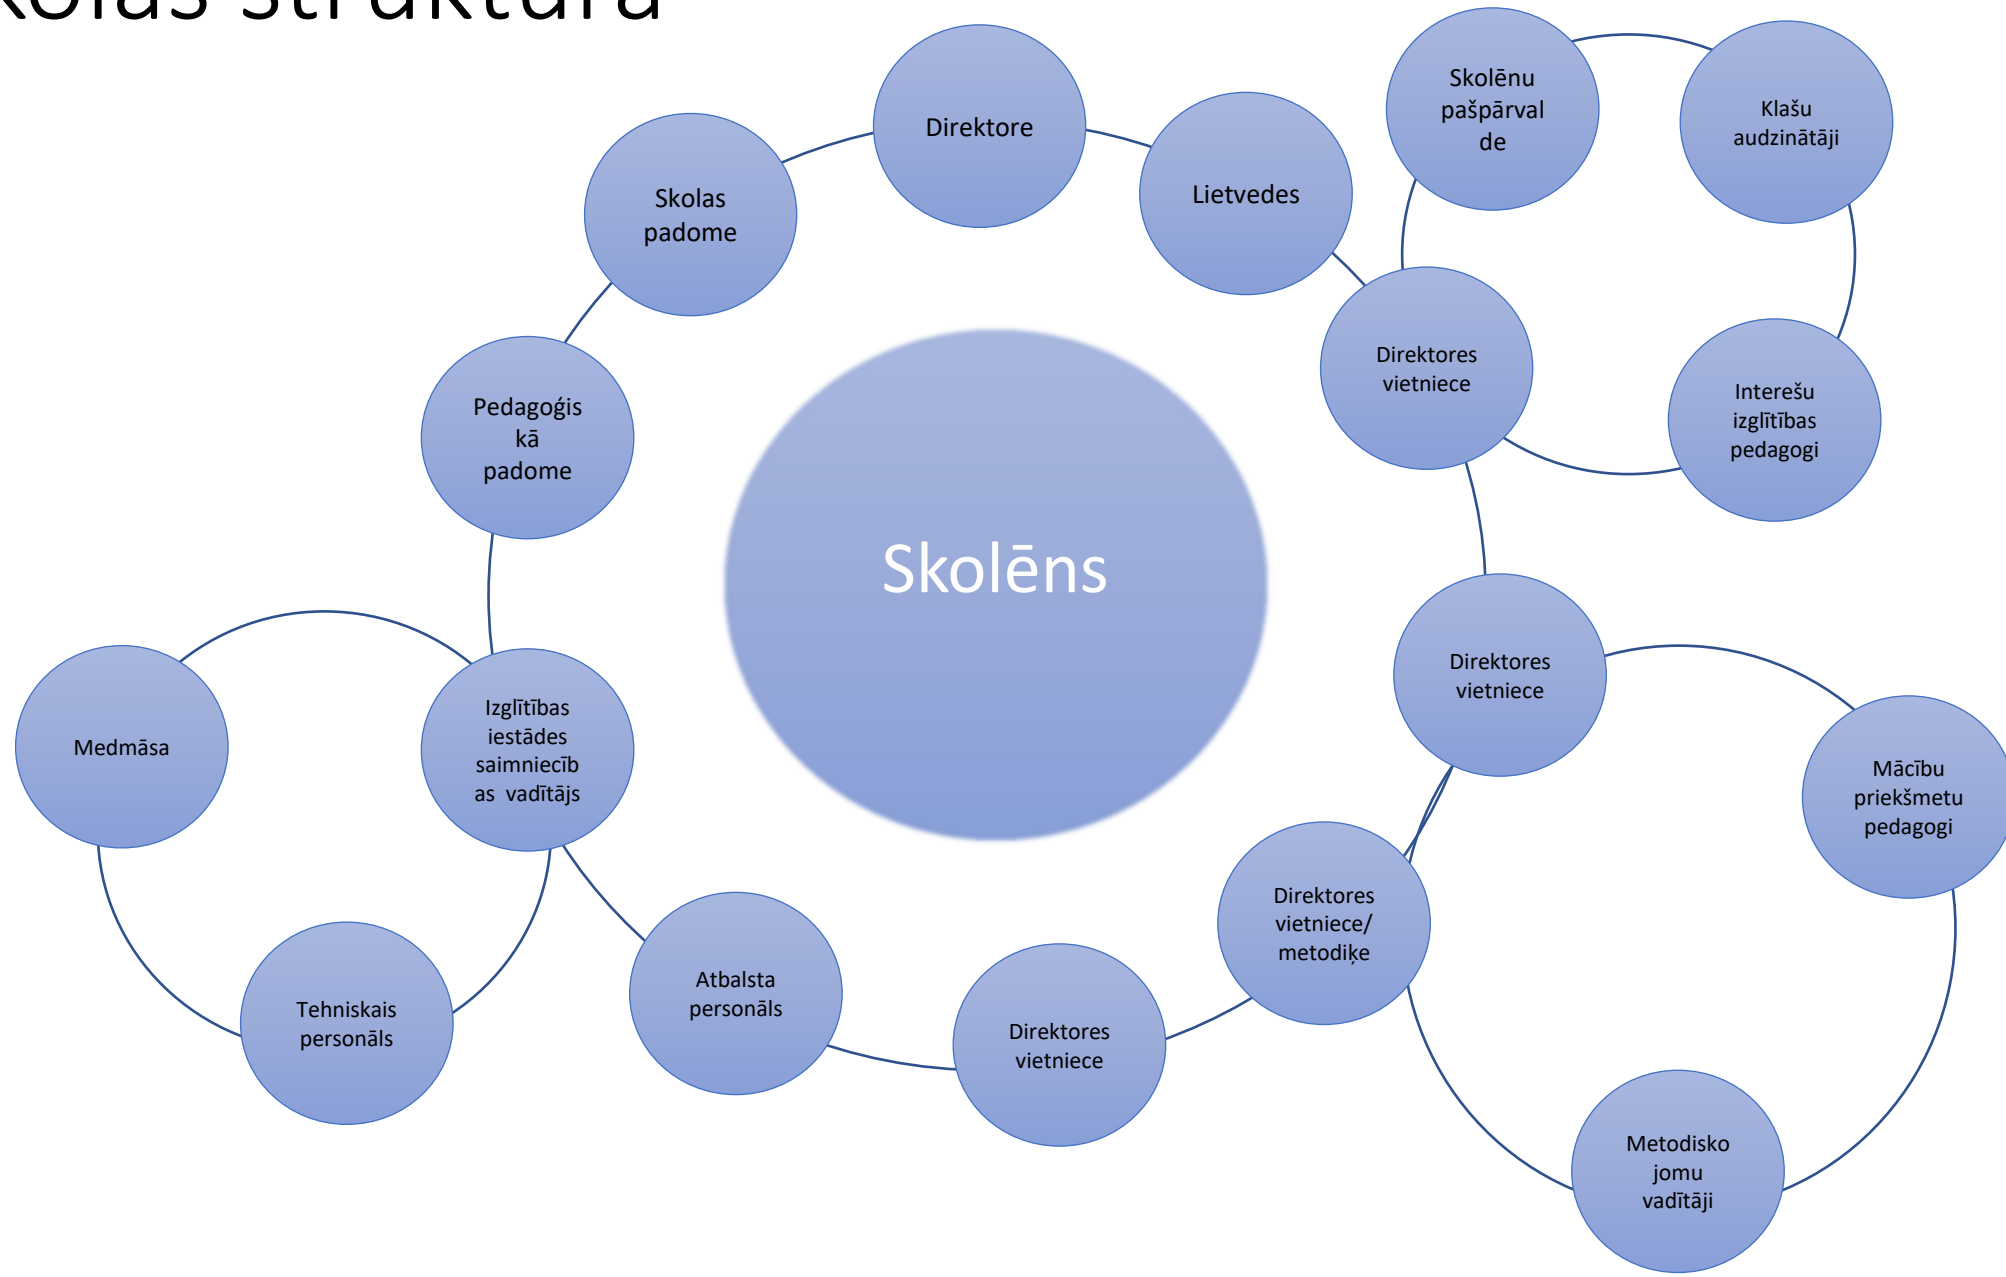 kolas struktūra
Direktore
Skolas
padome
Lietvedes
Skolēnu
pašpārval
de
Klašu
audzinātāji
Direktores
vietniece
Interešu
izglītības
pedagogi
Pedagoģis
kā
padome
Skolēns
Direktores
vietniece
Medmāsa
Izglītības
iestādes
saimniecīb
as vadītājs
Mācību
priekšmetu
pedagogi
Direktores
vietniece/
metodiķe
Atbalsta
personāls
Tehniskais
personāls
Direktores
vietniece
Metodisko
jomu
vadītāji